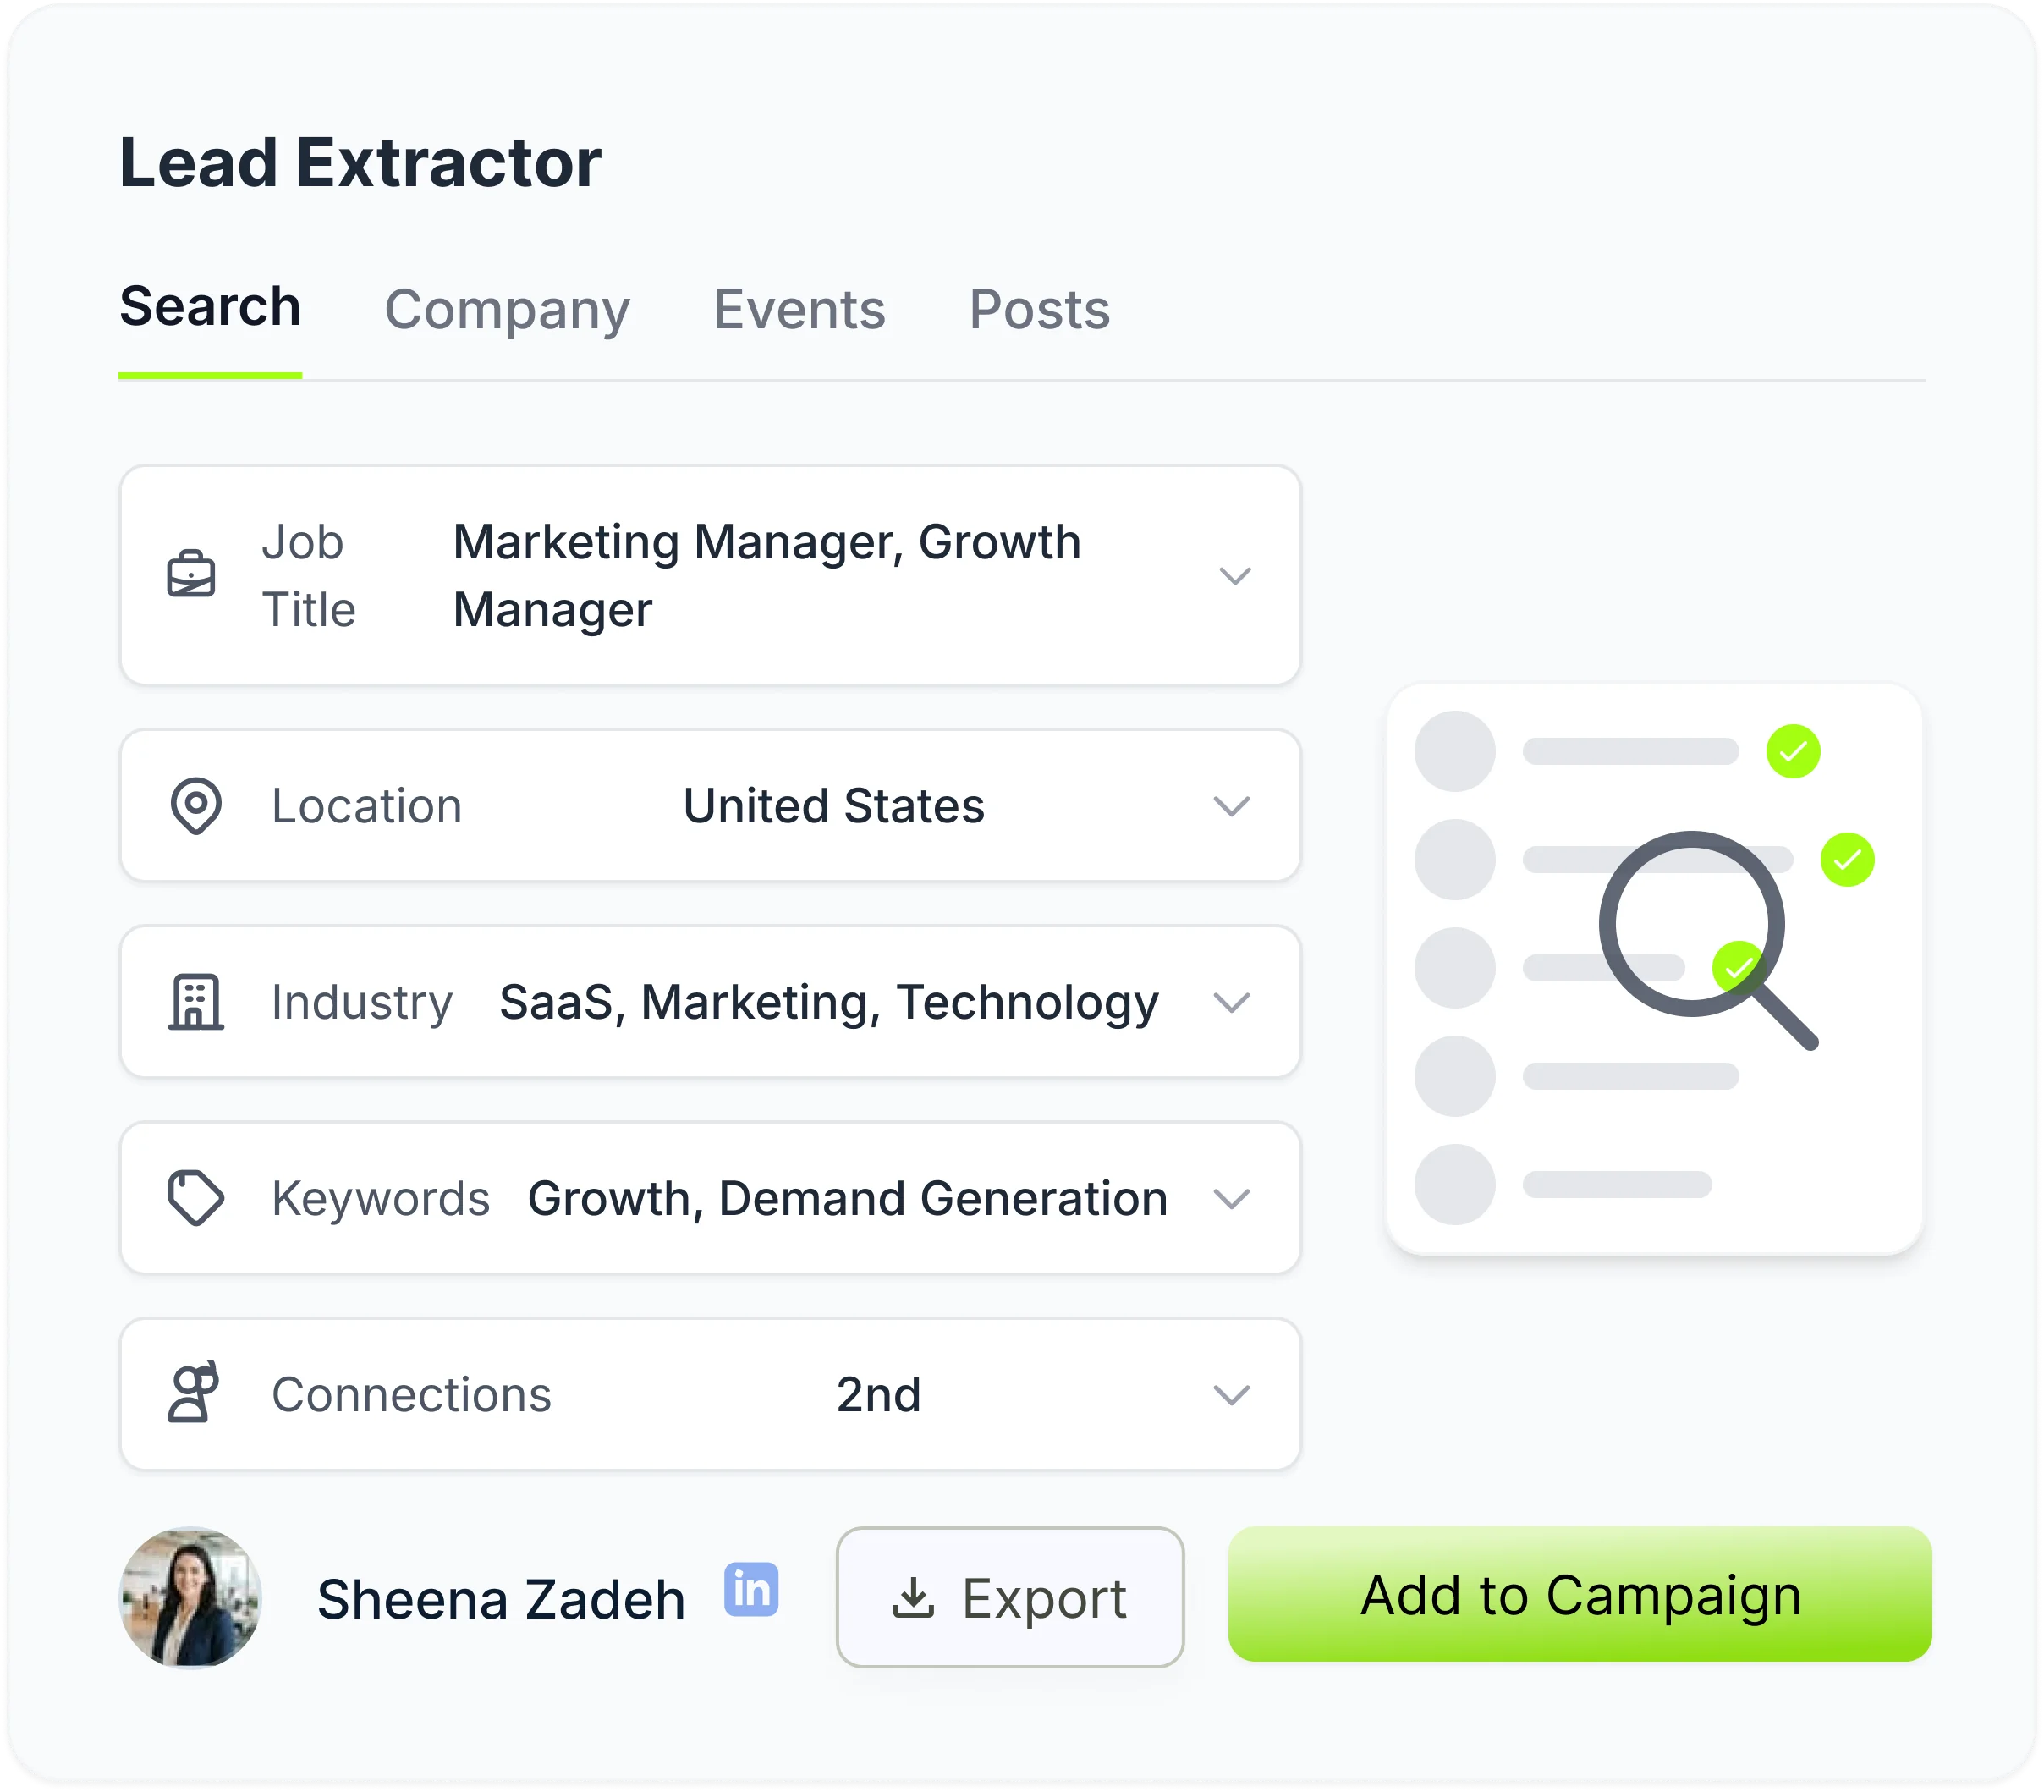 Lead Extractor
Search Company Events Posts
Job Title Marketing Manager, Growth Manager
Location United States
Industry SaaS, Marketing, Technology
Keywords Growth, Demand Generation
Connections 2nd
Sheena Zadeh in Export Add to Campaign